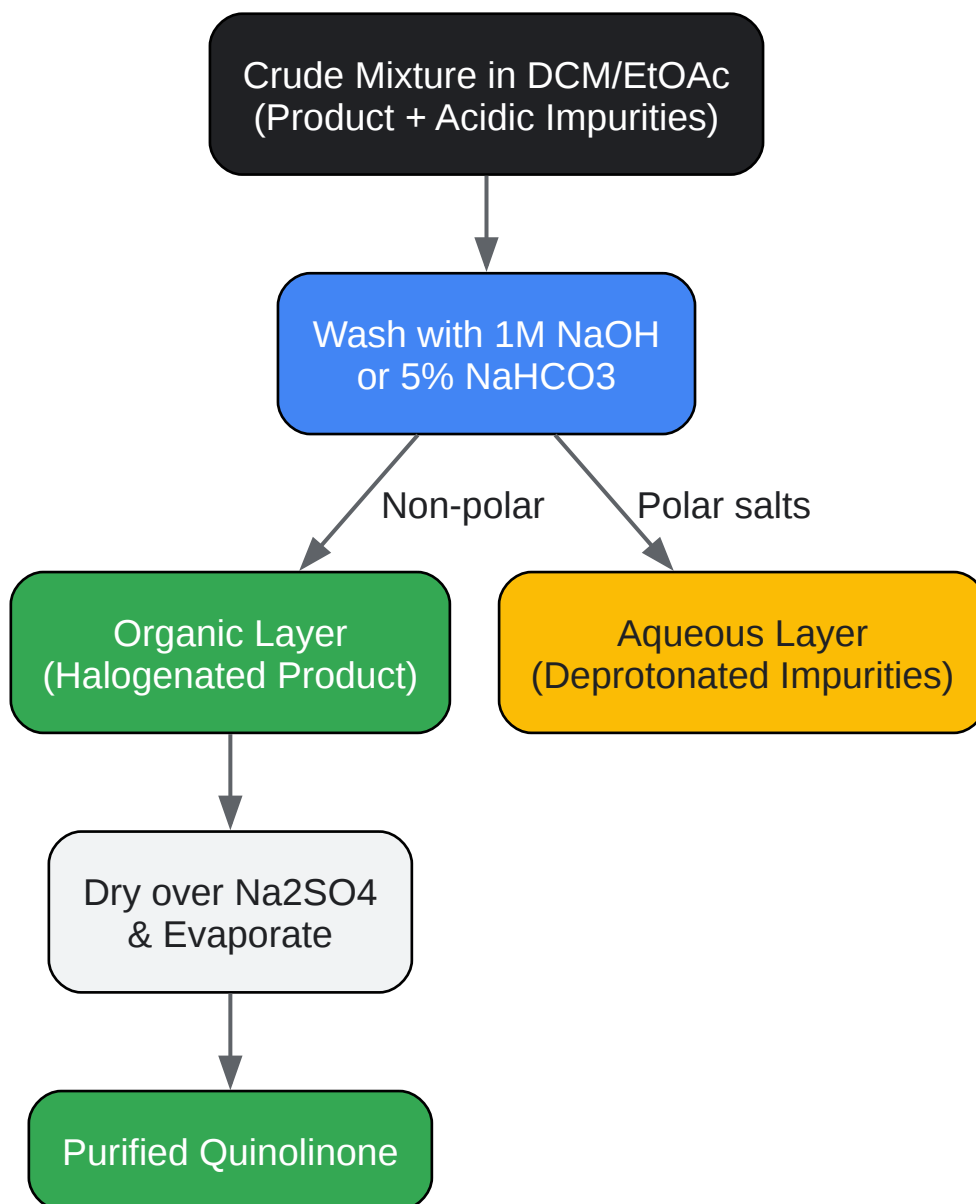 Crude Mixture in DCM/EtOAc
(Product + Acidic Impurities)
Wash with 1M NaOH
or 5% NaHCO3
Non-polar
Polar salts
Organic Layer
(Halogenated Product)
Aqueous Layer
(Deprotonated Impurities)
Dry over Na2SO4
& Evaporate
Purified Quinolinone